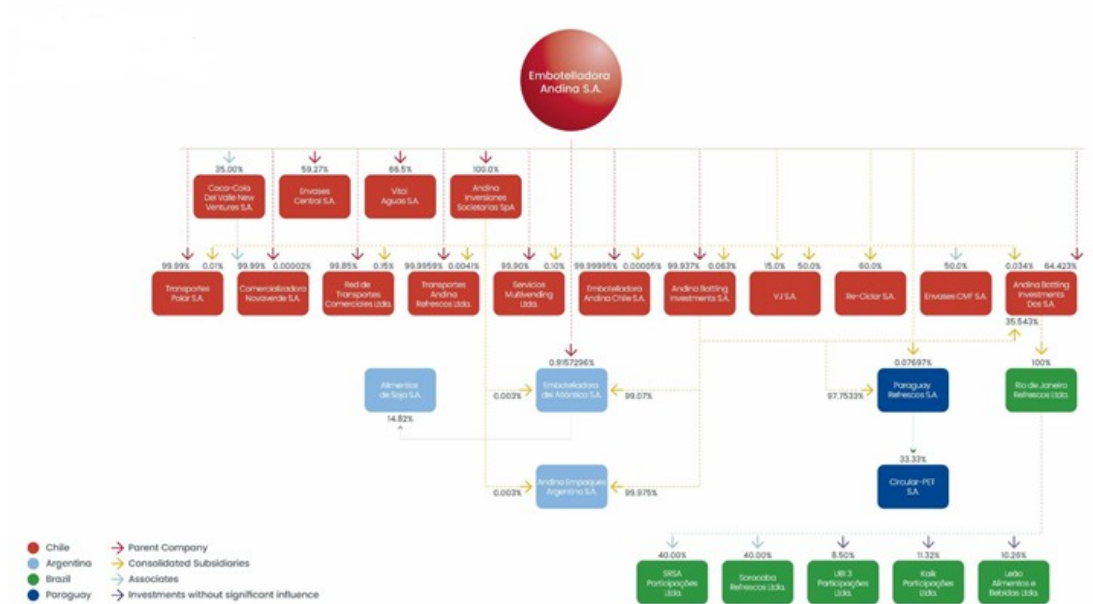 Embotelladora
Andina S.A.
35.00%
59.27%
66.5%
100.0%
Coca-Cola
Del Valle New
Ventures S.A.
Envases
Central S.A.
Vital
Aguas S.A.
Andina
Inversiones
Societarias SpA
99.99%
0.01%
99.99%
0.00002%
99.85%
0.15%
99.9959%
0.0041%
99.90%
0.10%
99.99995%
0.00005%
99.937%
0.063%
15.0%
50.0%
60.0%
50.0%
0.034%
64.423%
Transportes
Polar S.A.
Comercializadora
Novaverde S.A.
Red de
Transportes
Comerciales Ltda.
Transportes
Andina
Refrescos Ltda.
Servicios
Multivending
Ltda.
Embotelladora
Andina Chile S.A.
Andina Bottling
Investments S.A.
VJ S.A.
Re-Ciclar S.A.
Envases CMF S.A.
Andina Bottling
Investments
Dos S.A.
35.543%
0.9157296%
0.07697%
100%
Alimentos
de Soja S.A.
Embotelladora
del Atlántico S.A.
Paraguay
Refrescos S.A.
Rio de Janeiro
Refrescos Ltda.
0.003%
99.07%
97.7533%
14.82%
33.33%
Andina Empaques
Argentina S.A.
Circular-PET
S.A.
0.003%
99.975%
40.00%
40.00%
8.50%
11.32%
10.26%
SRSA
Participações
Ltda.
Sorocaba
Refrescos Ltda.
UBI 3
Participações
Ltda.
Kaik
Participações
Ltda.
Leão
Alimentos e
Bebidas Ltda.
Chile
Argentina
Brazil
Paraguay
Parent Company
Consolidated Subsidiaries
Associates
Investments without significant influence